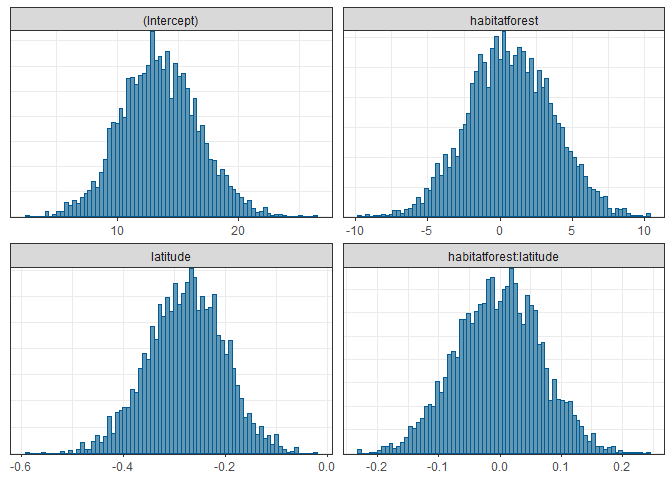 (Intercept)
habitatforest
10 20
-10 -5 0 5 10
latitude
habitatforest:latitude
-0.6 -0.4 -0.2 0.0
-0.2 -0.1 0.0 0.1 0.2